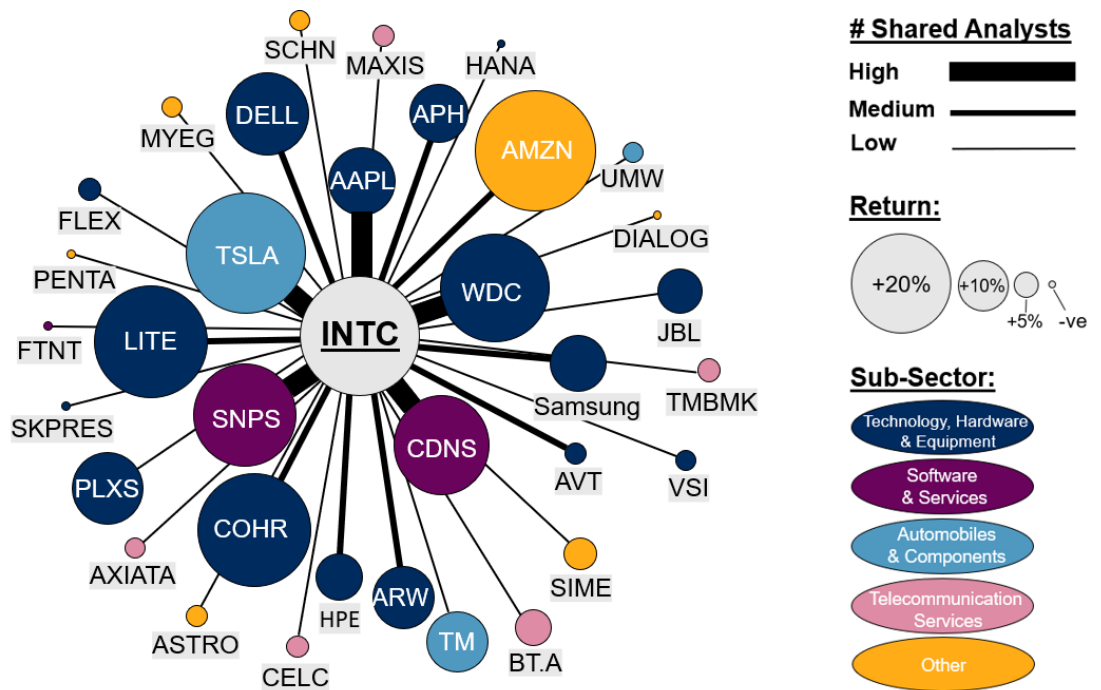 SCHN
MAXIS
HANA
DELL
APH
MYEG
AMZN
AAPL
UMW
FLEX
TSLA
DIALOG
PENTA
WDC
JBL
LITE
INTC
FTNT
Samsung
TMBMK
SKPRES
SNPS
CDNS
AVT
VSI
PLXS
COHR
AXIATA
SIME
HPE
ARW
ASTRO
TM
BT.A
CELC
# Shared Analysts
High
Medium
Low
Return:
+20%
+10%
+5%
-ve
Sub-Sector:
Technology, Hardware
& Equipment
Software
& Services
Automobiles
& Components
Telecommunication
Services
Other